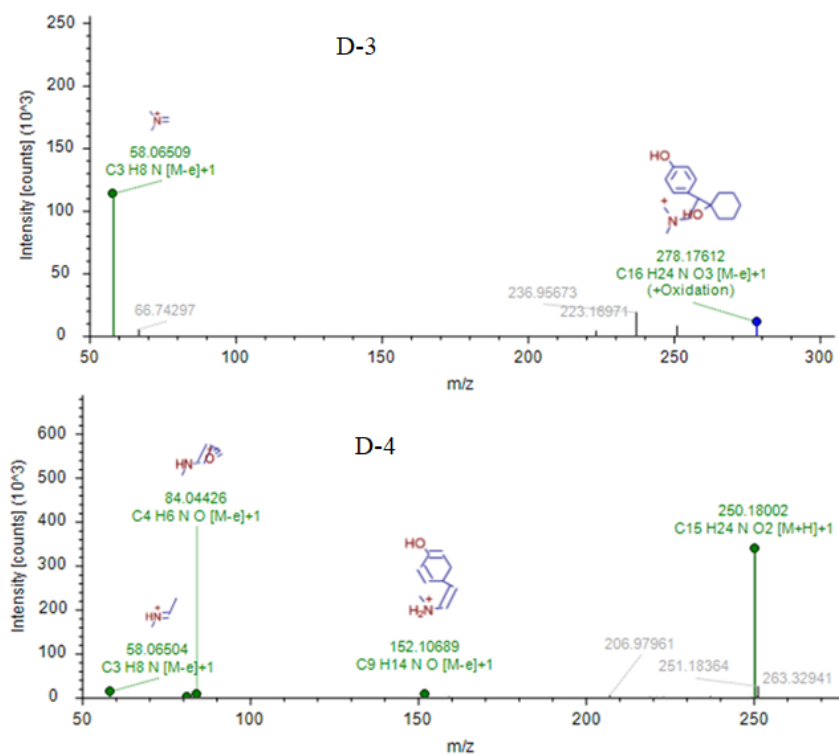 D-3
Intensity [counts] (10^3)
250
200
150
100
50
0
N
+
58.06509
C3 H8 N [M-e]+1
66.74297
236.95673
223.16971
HO
+
N
HO
278.17612
C16 H24 N O3 [M-e]+1
(+Oxidation)
50
100
150
200
250
300
m/z
D-4
Intensity [counts] (10^3)
600
500
400
300
200
100
0
HN
O
84.04426
C4 H6 N O [M-e]+1
+
HN
58.06504
C3 H8 N [M-e]+1
HO
+
H2N
152.10689
C9 H14 N O [M-e]+1
206.97961
251.18364
263.32941
250.18002
C15 H24 N O2 [M+H]+1
50
100
150
200
250
m/z